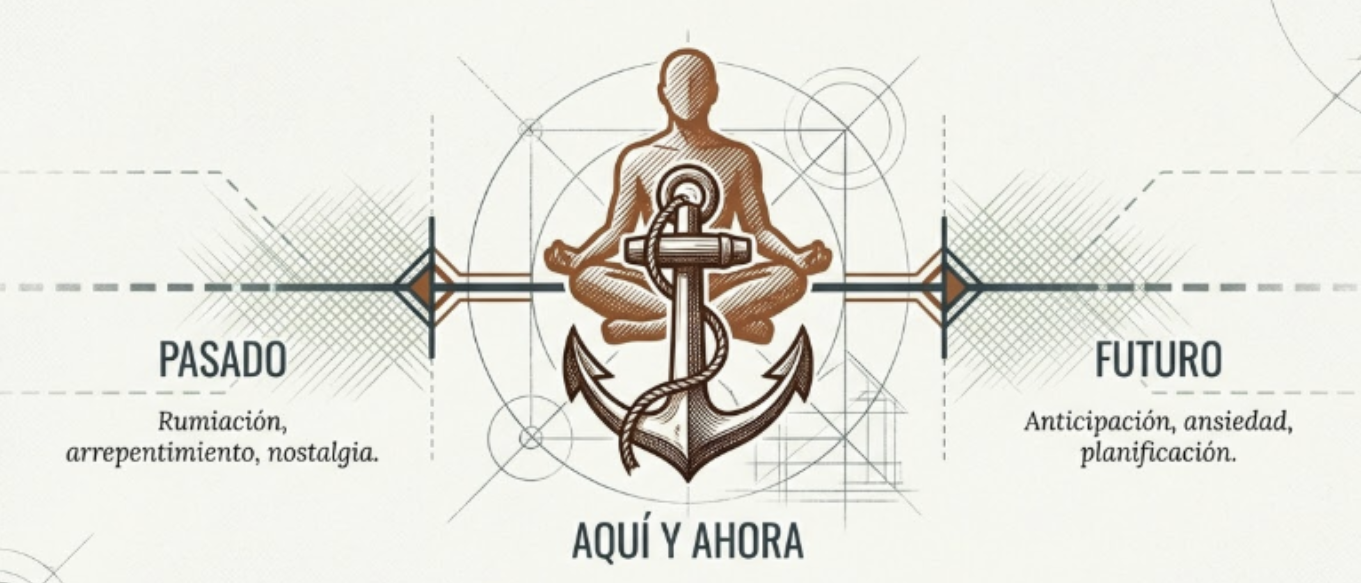 PASADO
Rumiación,
arrepentimiento, nostalgia.
FUTURO
Anticipación, ansiedad,
planificación.
AQUÍ Y AHORA